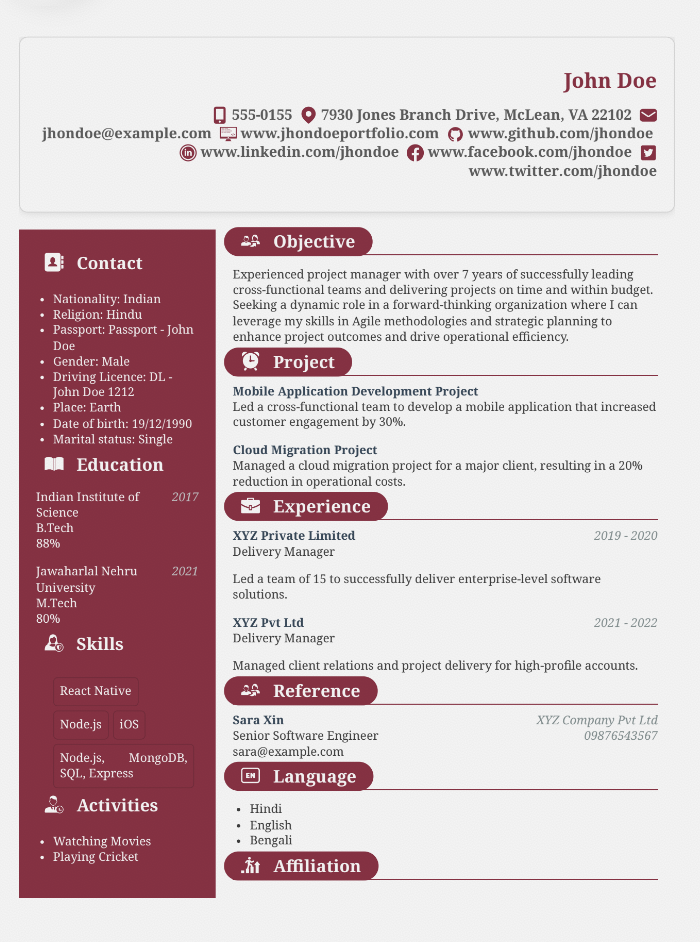 John Doe
555-0155 7930 Jones Branch Drive, McLean, VA 22102
jhondoe@example.com www.jhondoeportfolio.com www.github.com/jhondoe
www.linkedin.com/jhondoe www.facebook.com/jhondoe
www.twitter.com/jhondoe
Contact
• Nationality: Indian
• Religion: Hindu
• Passport: Passport - John
Doe
• Gender: Male
• Driving Licence: DL -
John Doe 1212
• Place: Earth
• Date of birth: 19/12/1990
• Marital status: Single
Education
Indian Institute of 2017
Science
B.Tech
88%
Jawaharlal Nehru 2021
University
M.Tech
80%
Skills
React Native
Node.js iOS
Node.js, MongoDB,
SQL, Express
Activities
• Watching Movies
• Playing Cricket
Objective
Experienced project manager with over 7 years of successfully leading
cross-functional teams and delivering projects on time and within budget.
Seeking a dynamic role in a forward-thinking organization where I can
leverage my skills in Agile methodologies and strategic planning to
enhance project outcomes and drive operational efficiency.
Project
Mobile Application Development Project
Led a cross-functional team to develop a mobile application that increased
customer engagement by 30%.
Cloud Migration Project
Managed a cloud migration project for a major client, resulting in a 20%
reduction in operational costs.
Experience
XYZ Private Limited 2019 - 2020
Delivery Manager
Led a team of 15 to successfully deliver enterprise-level software
solutions.
XYZ Pvt Ltd 2021 - 2022
Delivery Manager
Managed client relations and project delivery for high-profile accounts.
Reference
Sara Xin XYZ Company Pvt Ltd
Senior Software Engineer 09876543567
sara@example.com
EN Language
• Hindi
• English
• Bengali
Affiliation